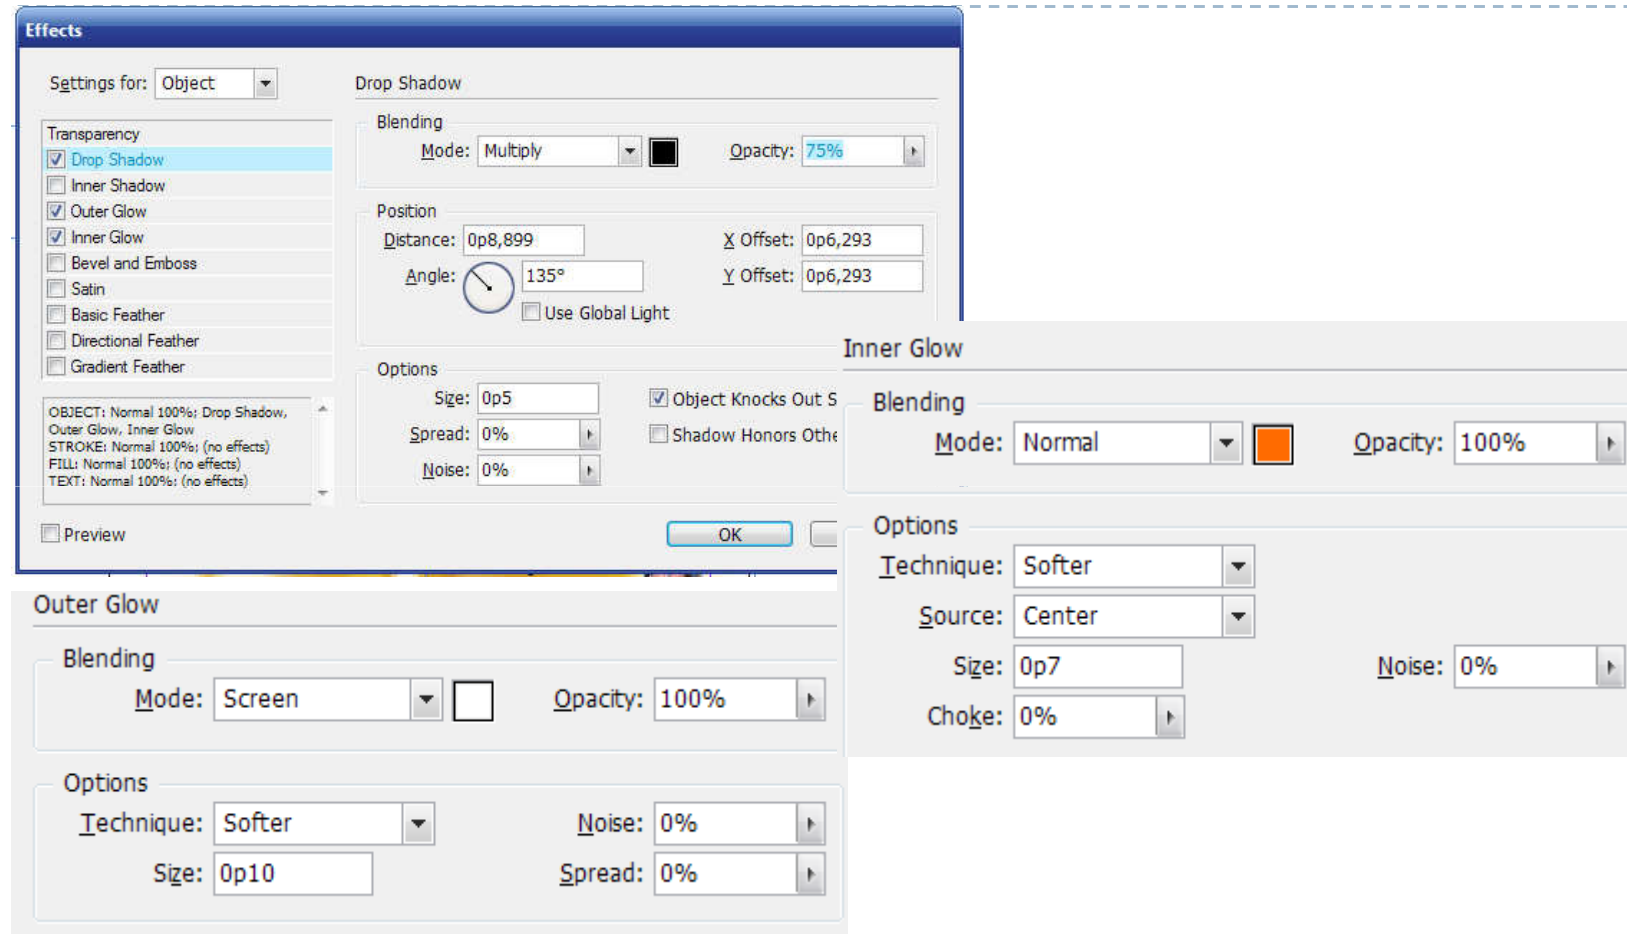 Effects
Settings for: Object
Transparency
Drop Shadow
Inner Shadow
Outer Glow
Inner Glow
Bevel and Emboss
Satin
Basic Feather
Directional Feather
Gradient Feather
OBJECT: Normal 100%; Drop Shadow,
Outer Glow, Inner Glow
STROKE: Normal 100%; (no effects)
FILL: Normal 100%; (no effects)
TEXT: Normal 100%; (no effects)
Preview
Drop Shadow
Blending
Mode: Multiply Opacity: 75%
Position
Distance: 0p8,899 X Offset: 0p6,293
Angle: 135° Y Offset: 0p6,293
Use Global Light
Options
Size: 0p5 Object Knocks Out S
Spread: 0% Shadow Honors Othe
Noise: 0%
OK
Inner Glow
Blending
Mode: Normal Opacity: 100%
Options
Technique: Softer
Source: Center
Size: 0p7 Noise: 0%
Choke: 0%
Outer Glow
Blending
Mode: Screen Opacity: 100%
Options
Technique: Softer Noise: 0%
Size: 0p10 Spread: 0%